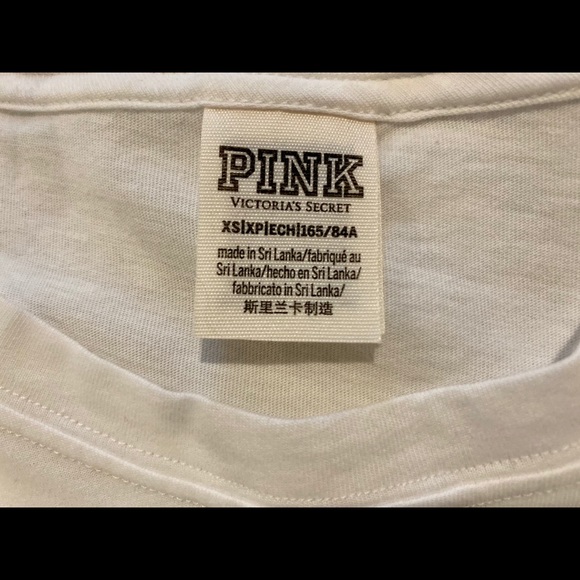 PINK
VICTORIA'S SECRET
XS|XP|ECH|165/84A
made in Sri Lanka/fabriqué au
Sri Lanka/hecho en Sri Lanka/
fabbricato in Sri Lanka/
斯里兰卡制造